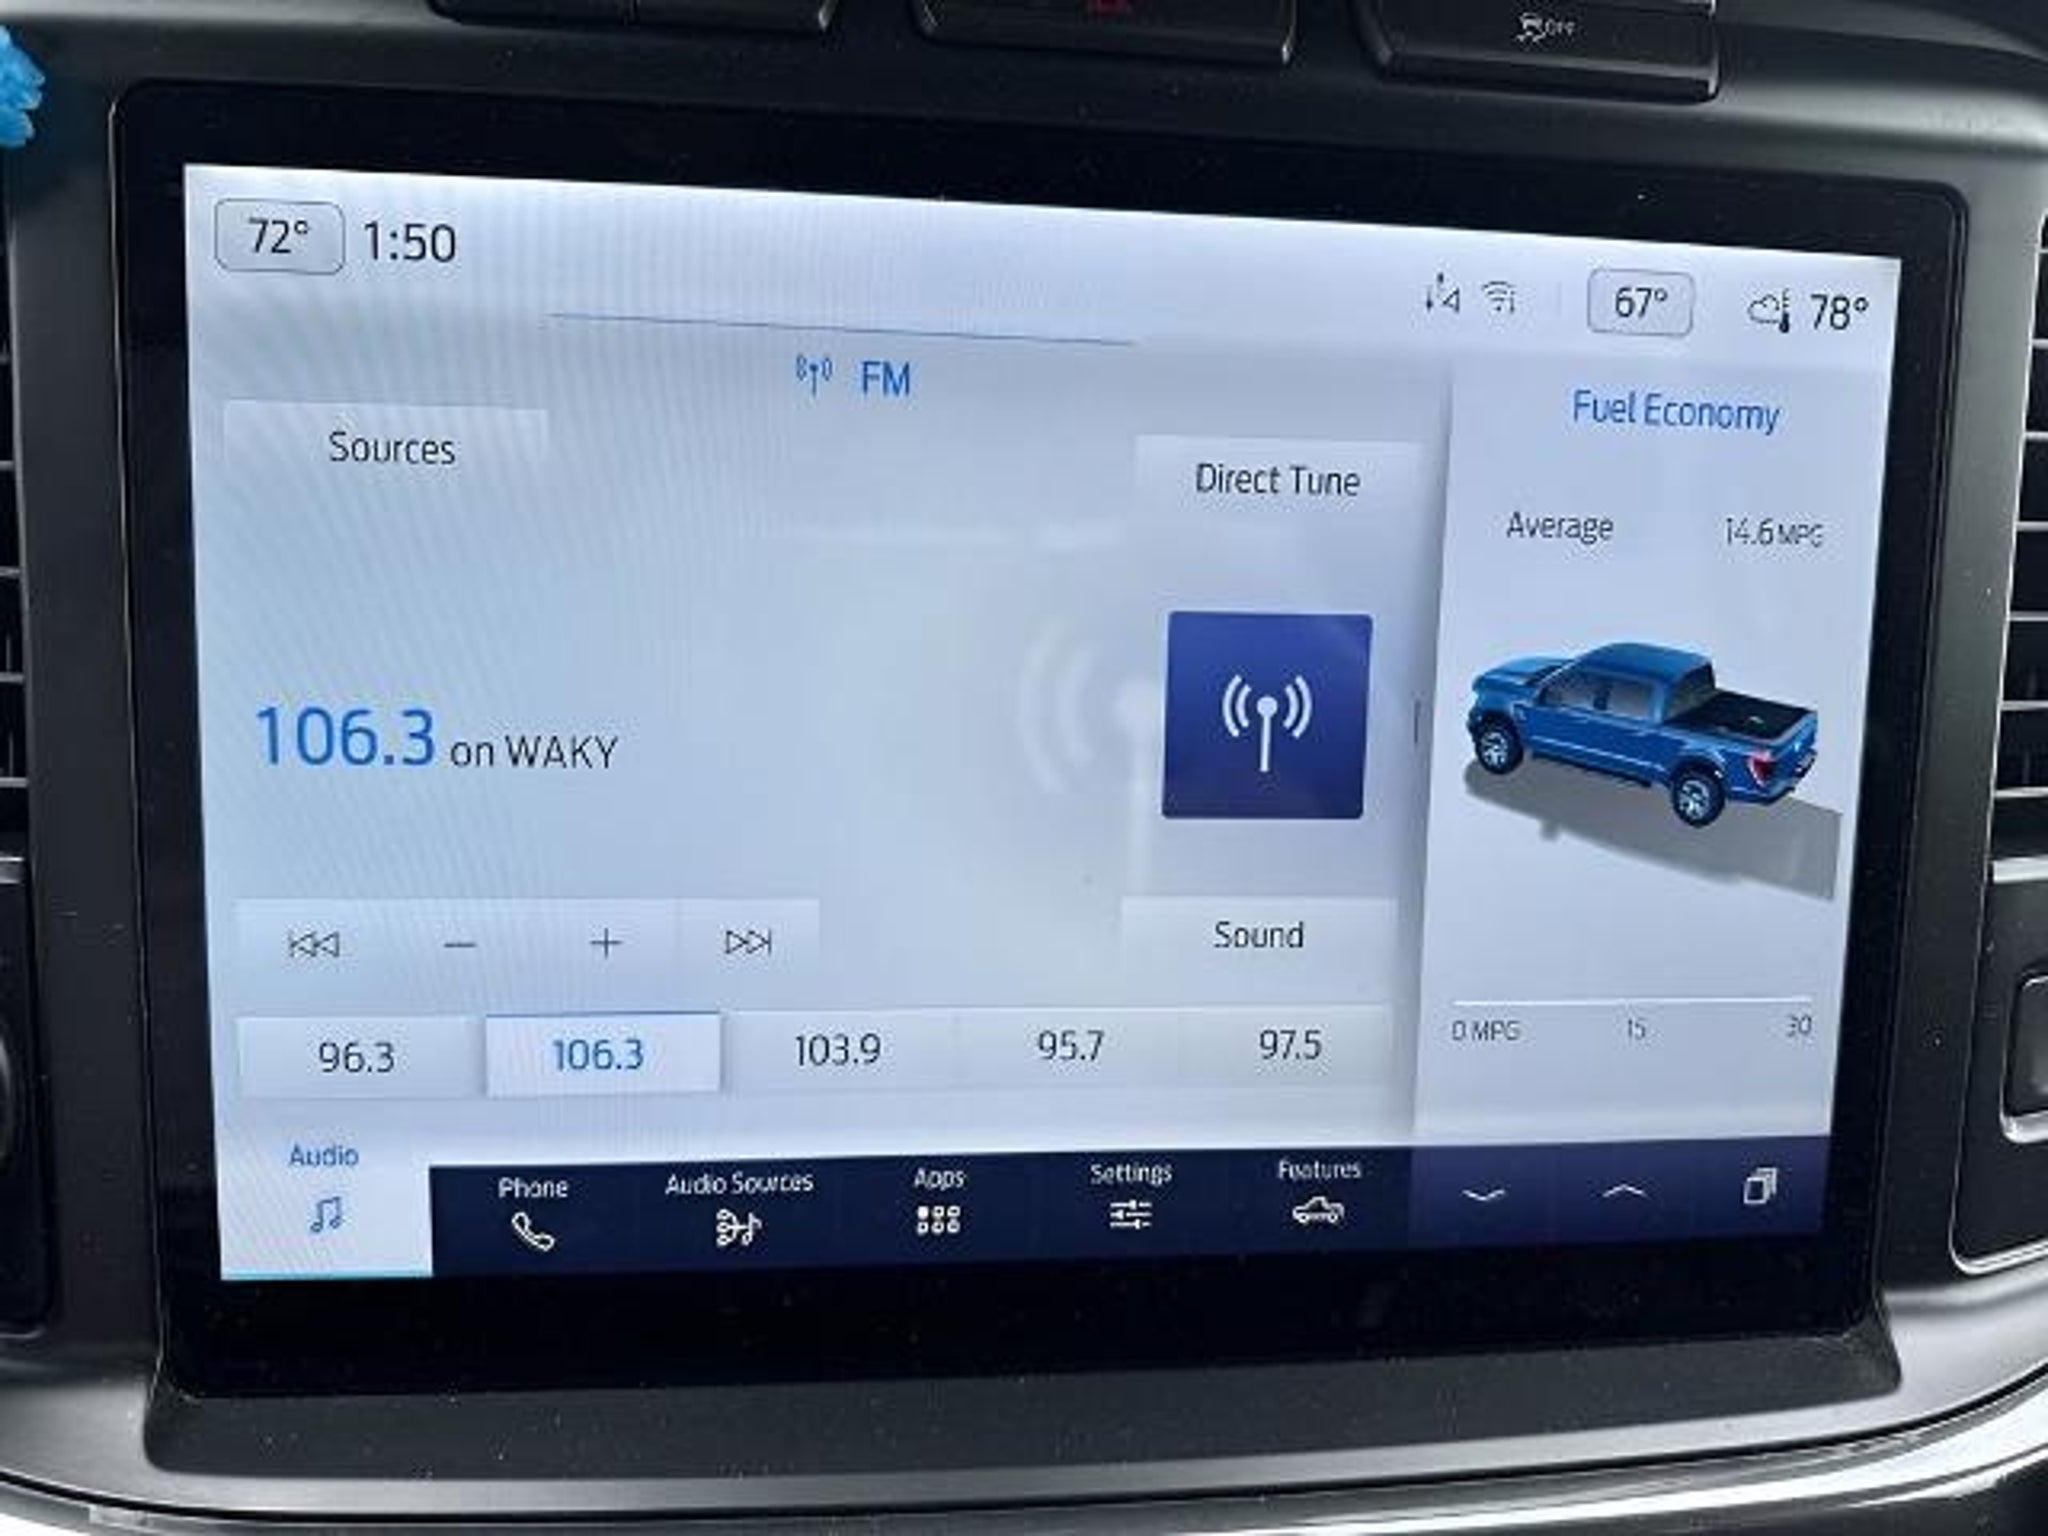 OFF
72° 1:50
67° 78°
FM
Fuel Economy
Sources
Direct Tune
Average 14.6 MPG
106.3 on WAKY
Sound
96.3 106.3 103.9 95.7 97.5
0 MPG 15 30
Audio Phone Audio Sources Apps Settings Features